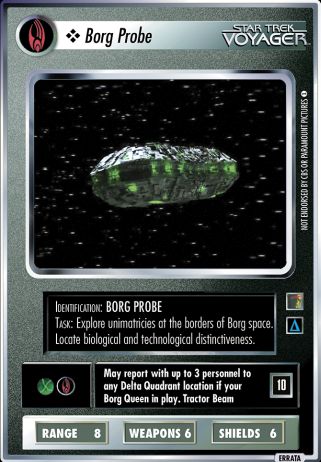 ❖ Borg Probe
STAR TREK
VOYAGER
NOT ENDORSED BY CBS OR PARAMOUNT PICTURES
IDENTIFICATION: BORG PROBE
TASK: Explore unimatricies at the borders of Borg space.
Locate biological and technological distinctiveness.
May report with up to 3 personnel to
any Delta Quadrant location if your
Borg Queen in play. Tractor Beam
10
RANGE 8
WEAPONS 6
SHIELDS 6
ERRATA